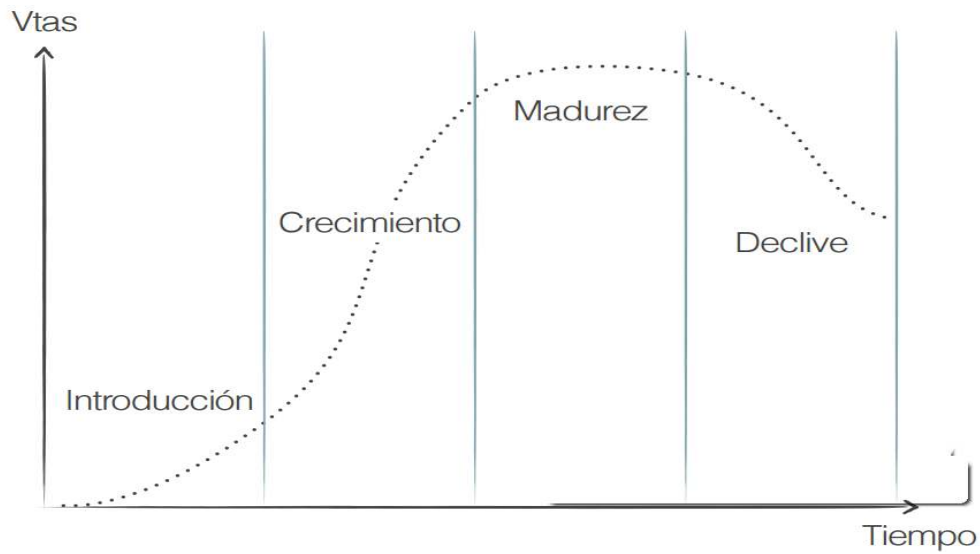 Vtas
Madurez
Crecimiento
Declive
Introducción
Tiempo